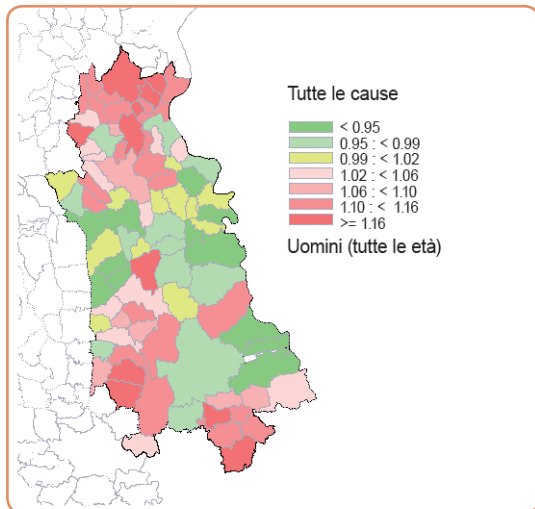 Tutte le cause
< 0.95
0.95 : < 0.99
0.99 : < 1.02
1.02 : < 1.06
1.06 : < 1.10
1.10 : < 1.16
>= 1.16
Uomini (tutte le età)